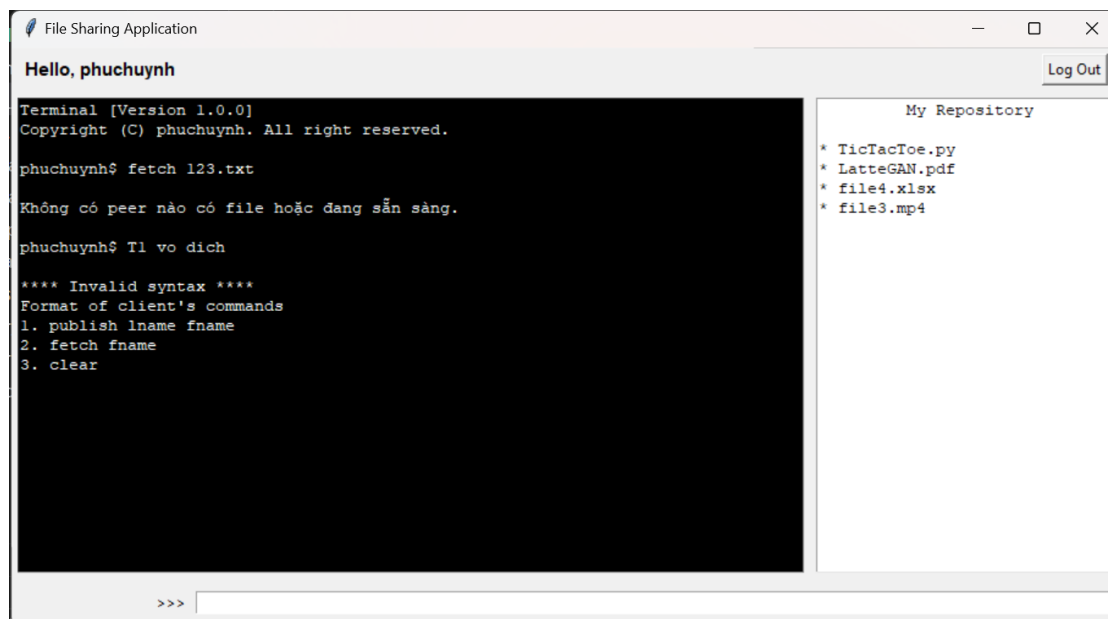 File Sharing Application
Hello, phuchuynh
Log Out
Terminal [Version 1.0.0]
Copyright (C) phuchuynh. All right reserved.
phuchuynh$ fetch 123.txt
Không có peer nào có file hoặc đang sẵn sàng.
phuchuynh$ T1 vo dich
**** Invalid syntax ****
Format of client's commands
1. publish lname fname
2. fetch fname
3. clear
My Repository
* TicTacToe.py
* LatteGAN.pdf
* file4.xlsx
* file3.mp4
>>>